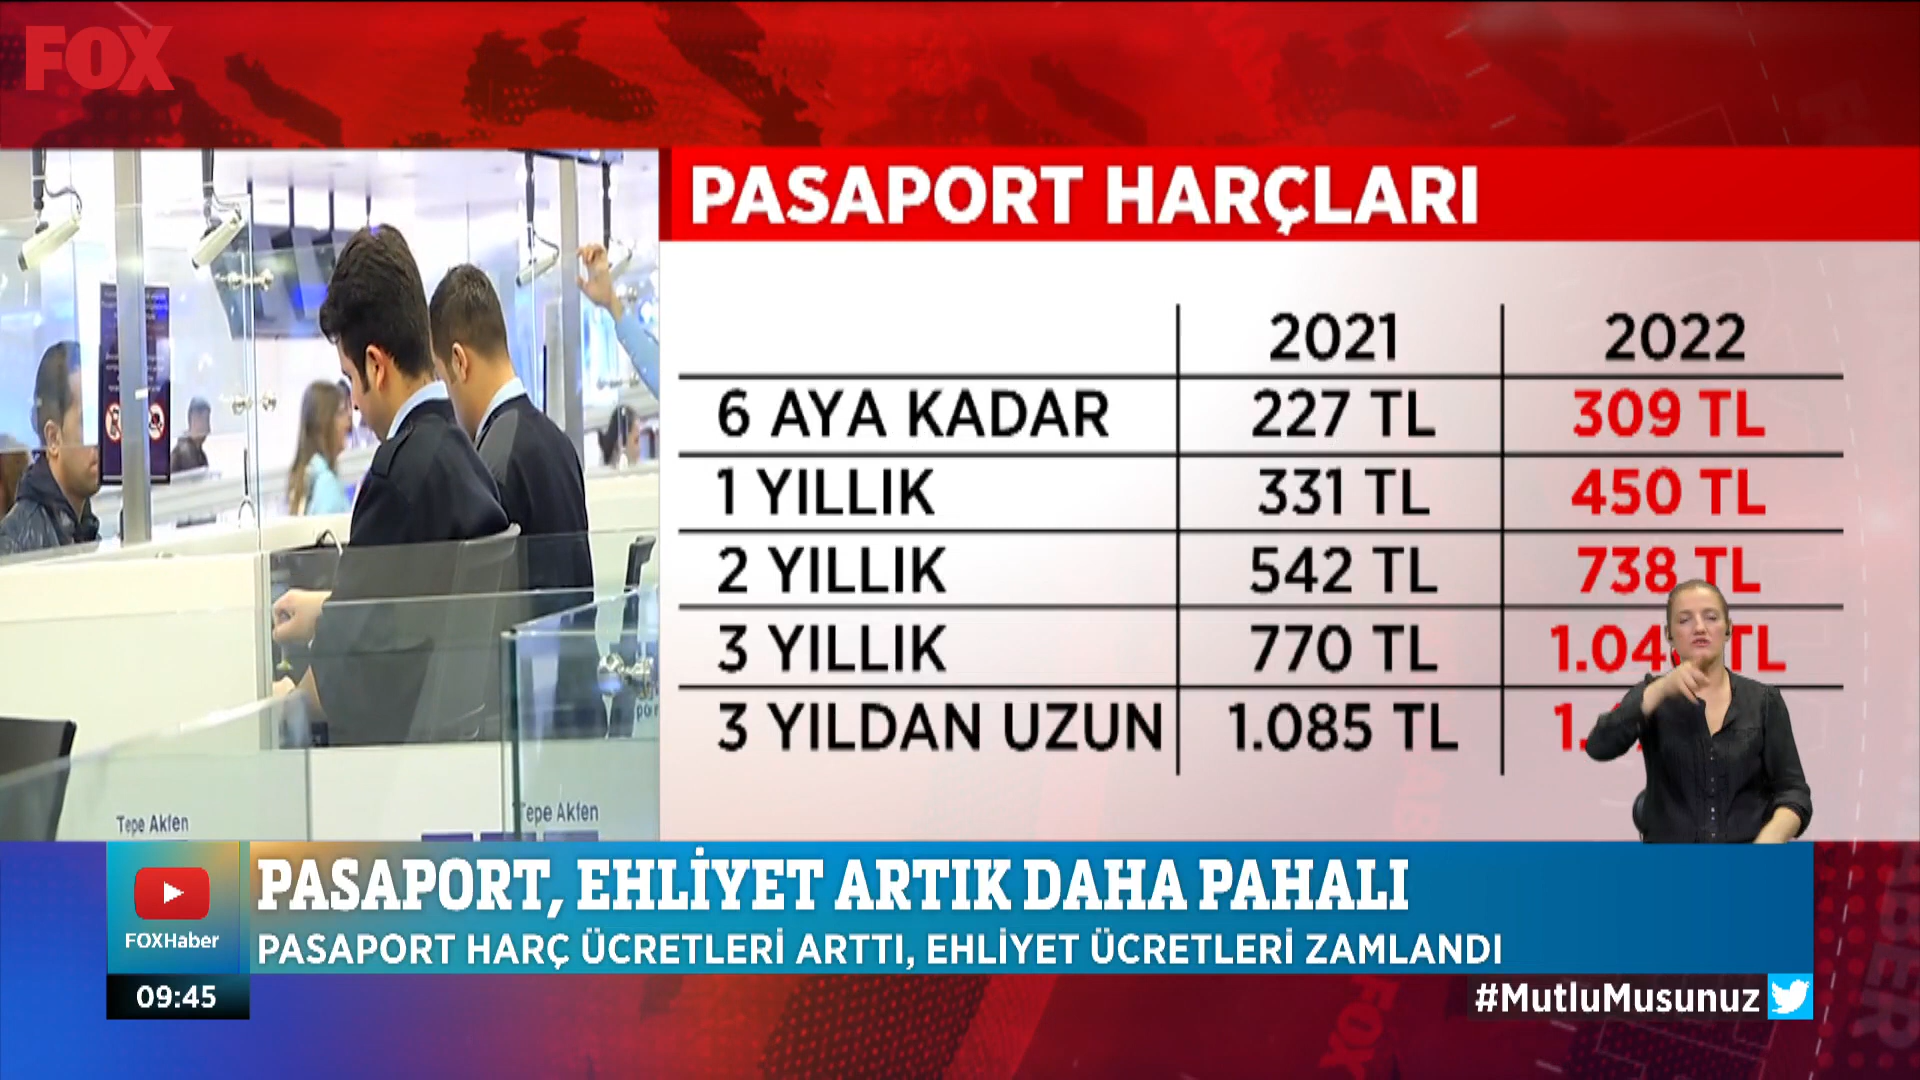 FOX
PASAPORT HARÇLARI
2021 2022
6 AYA KADAR 227 TL 309 TL
1 YILLIK 331 TL 450 TL
2 YILLIK 542 TL 738 TL
3 YILLIK 770 TL TL
3 YILDAN UZUN 1.085 TL
Tepe Akfen
Tepe Akfen
PASAPORT, EHLİYET ARTIK DAHA PAHALI
FOXHaber
PASAPORT HARÇ ÜCRETLERİ ARTTI, EHLİYET ÜCRETLERİ ZAMLANDI
09:45
#MutluMusunuz